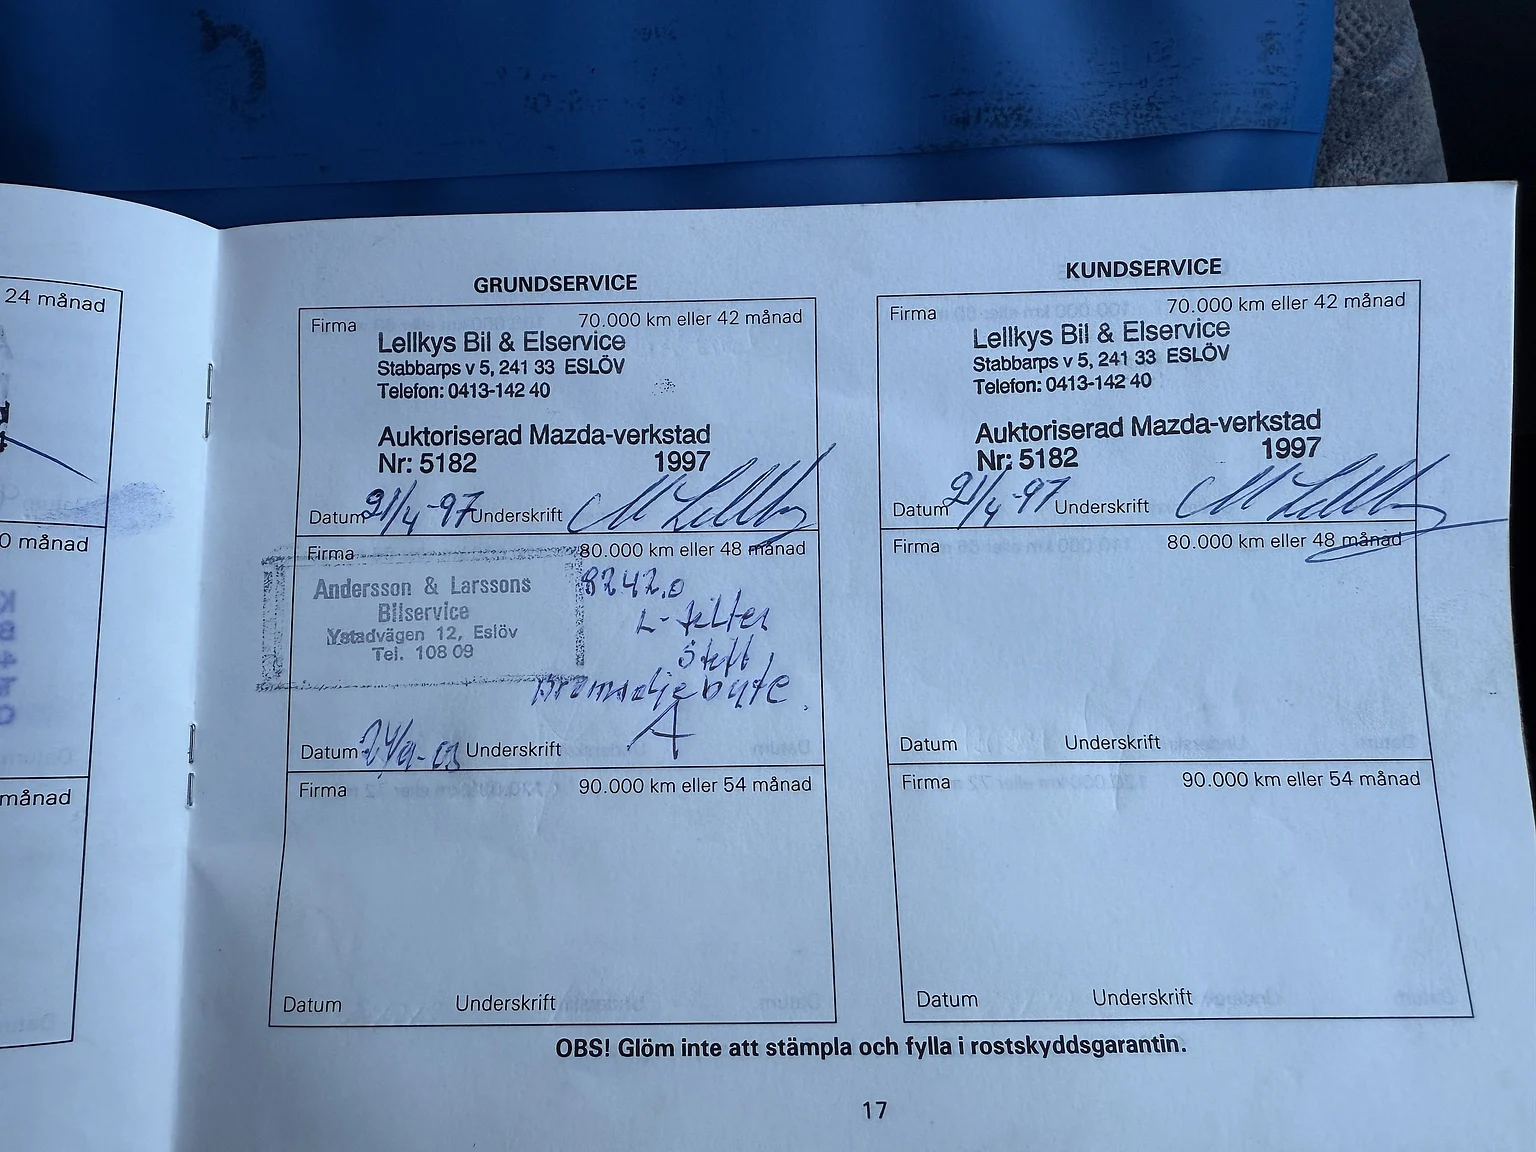 24 månad
0 månad
månad
GRUNDSERVICE
Firma 70.000 km eller 42 månad
Lellkys Bil & Elservice
Stabbarps v 5, 241 33 ESLÖV
Telefon: 0413-142 40
Auktoriserad Mazda-verkstad
Nr: 5182 1997
Datum 21/4-97 Underskrift
Firma 80.000 km eller 48 månad
Andersson & Larssons
Bilservice
Ystadvägen 12, Eslöv
Tel. 108 09
8242.0
L-filter
Stift,
Bromsoljebyte.
Datum 24/9-03 Underskrift A
Firma 90.000 km eller 54 månad
Datum Underskrift
KUNDSERVICE
Firma 70.000 km eller 42 månad
Lellkys Bil & Elservice
Stabbarps v 5, 241 33 ESLÖV
Telefon: 0413-142 40
Auktoriserad Mazda-verkstad
Nr: 5182 1997
Datum 21/4-97 Underskrift
Firma 80.000 km eller 48 månad
Datum Underskrift
Firma 90.000 km eller 54 månad
Datum Underskrift
OBS! Glöm inte att stämpla och fylla i rostskyddsgarantin.
17